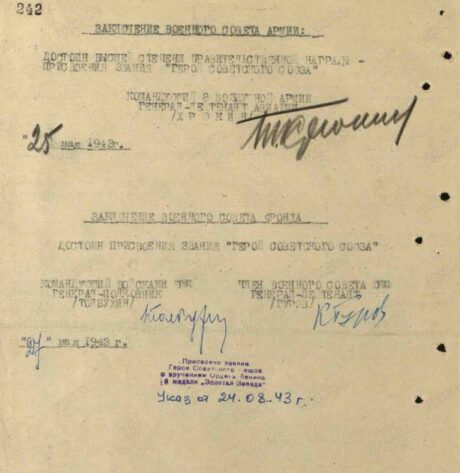 242
ЗАКЛЮЧЕНИЕ ВОЕННОГО СОВЕТА АРМИИ:
ДОСТОИН ВЫСШЕЙ СТЕПЕНИ ПРАВИТЕЛЬСТВЕННОЙ НАГРАДЫ -
ПРИСВОЕНИЯ ЗВАНИЯ "ГЕРОЙ СОВЕТСКОГО СОЮЗА"
КОМАНДУЮЩИЙ 8 ВОЗДУШНОЙ АРМИИ
ГЕНЕРАЛ-ЛЕЙТЕНАНТ АВИАЦИИ
/ХРЮКИН/
"25 мая 1943г.
ЗАКЛЮЧЕНИЕ ВОЕННОГО СОВЕТА ФРОНТА
ДОСТОИН ПРИСВОЕНИЯ ЗВАНИЯ "ГЕРОЙ СОВЕТСКОГО СОЮЗА"
КОМАНДУЮЩИЙ ВОЙСКАМИ ЧЛЕН ВОЕННОГО СОВЕТА
ГЕНЕРАЛ-ПОЛКОВНИК ГЕНЕРАЛ-ЛЕЙТЕНАНТ
/ТОЛБУХИН/ /ГУРОВ/
"27" мая 1943 г.
Присвоено звание
Героя Советского союза
с вручением Ордена Ленина
и медали „Золотая Звезда"
Указ от 24.08.43 г.